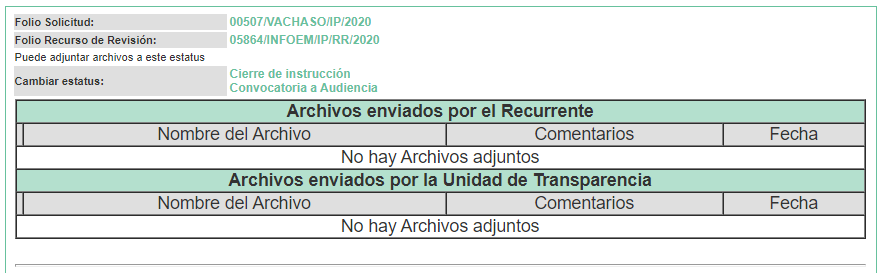 Folio Solicitud: 00507/VACHASO/IP/2020
Folio Recurso de Revisión: 05864/INFOEM/IP/RR/2020
Puede adjuntar archivos a este estatus
Cambiar estatus: Cierre de instrucción
Convocatoria a Audiencia
Archivos enviados por el Recurrente
Nombre del Archivo Comentarios Fecha
No hay Archivos adjuntos
Archivos enviados por la Unidad de Transparencia
Nombre del Archivo Comentarios Fecha
No hay Archivos adjuntos